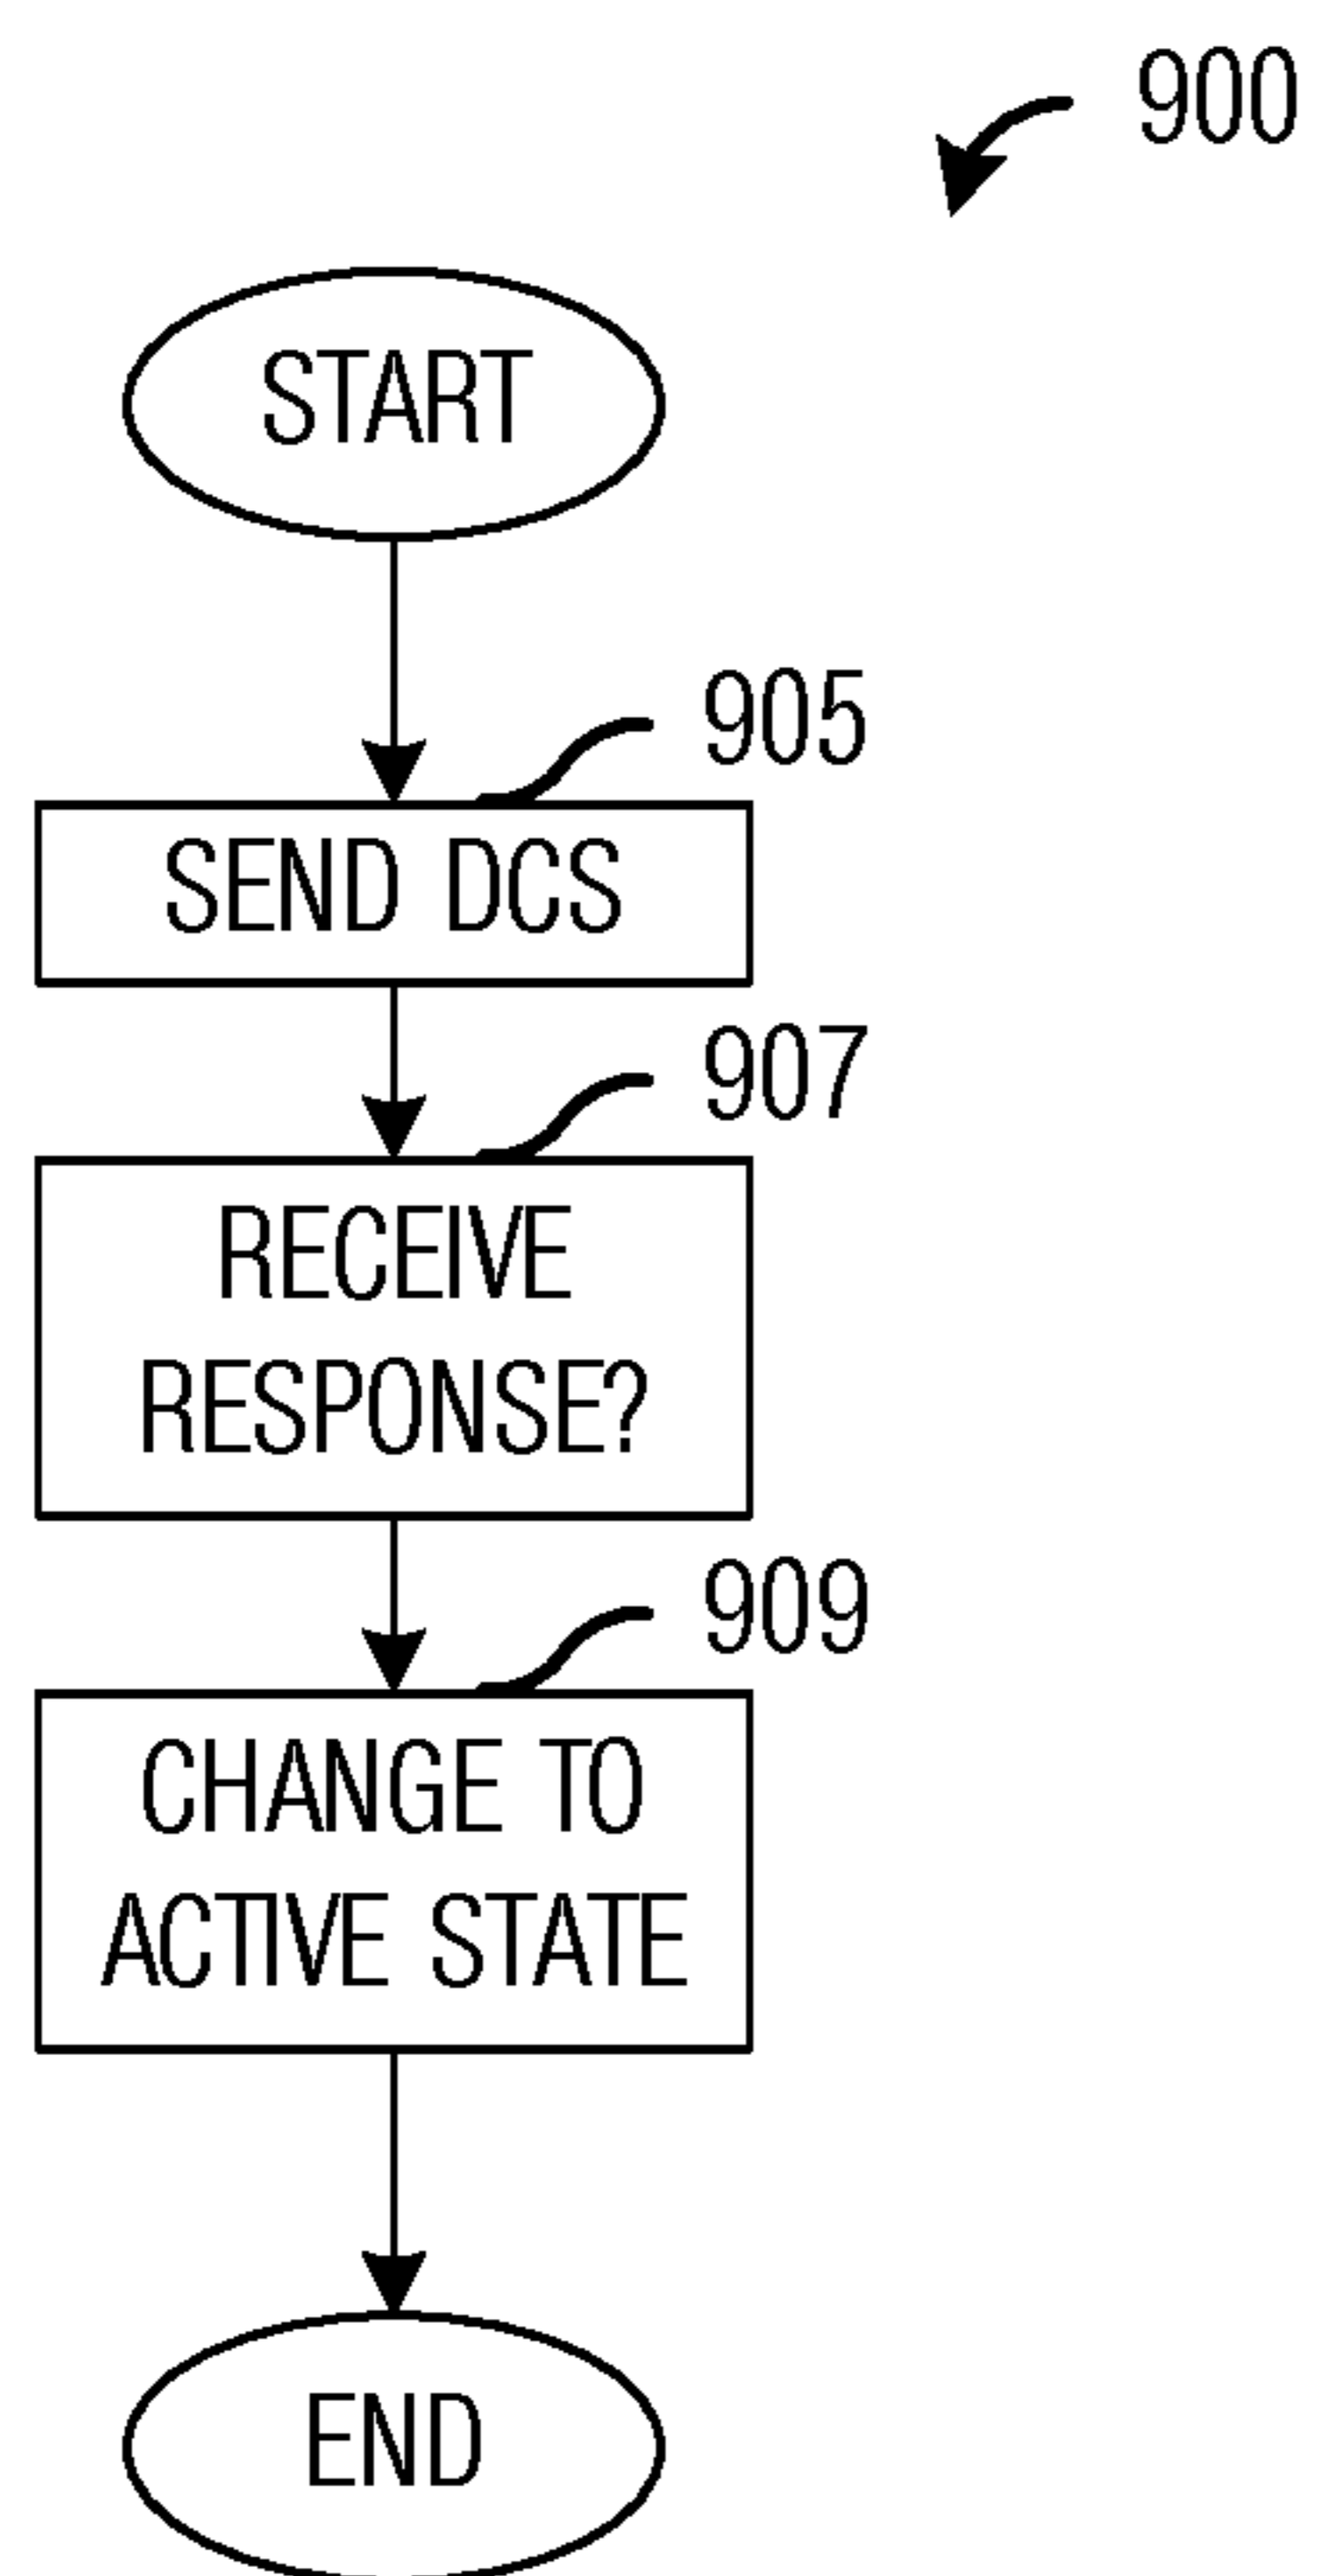 900
START
905
SEND DCS
907
RECEIVE
RESPONSE?
909
CHANGE TO
ACTIVE STATE
END